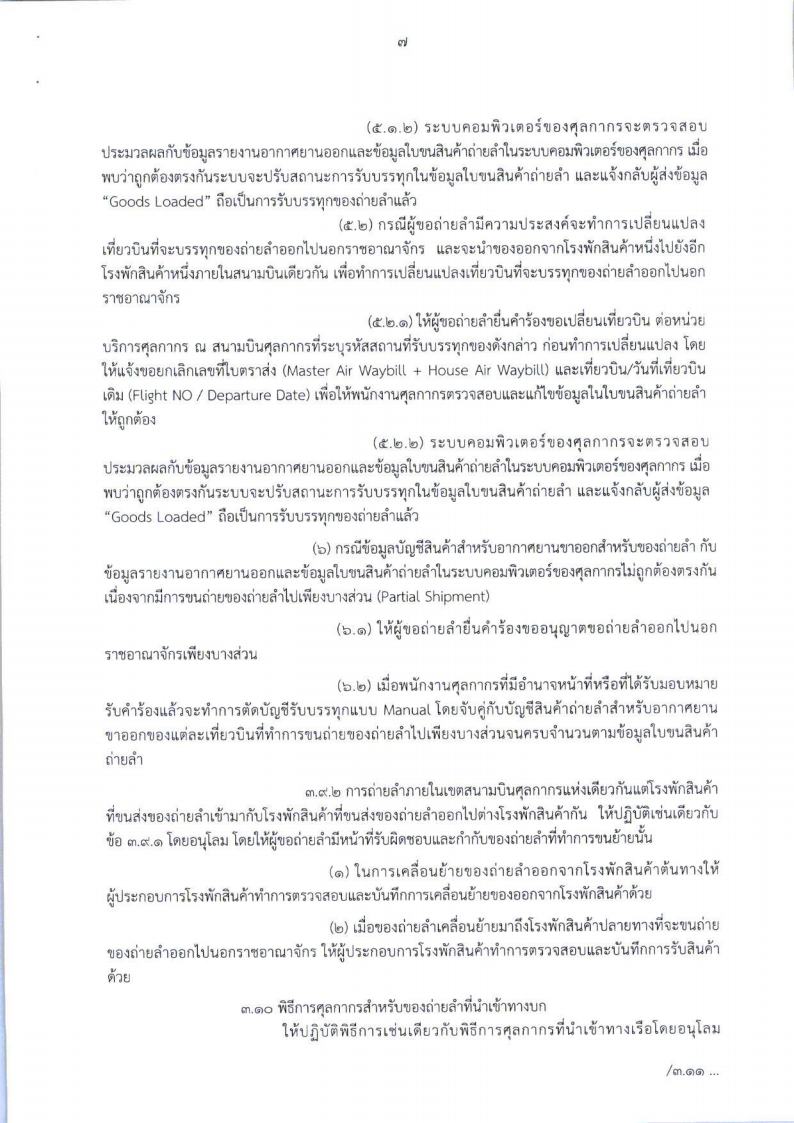 ๗
(๕.๑.๒) ระบบคอมพิวเตอร์ของศุลกากรจะตรวจสอบ
ประมวลผลกับข้อมูลรายงานอากาศยานออกและข้อมูลใบขนสินค้าถ่ายลำในระบบคอมพิวเตอร์ของศุลกากร เมื่อ
พบว่าถูกต้องตรงกันระบบจะปรับสถานะการรับบรรทุกในข้อมูลใบขนสินค้าถ่ายลำ และแจ้งกลับผู้ส่งข้อมูล
“Goods Loaded” ถือเป็นการรับบรรทุกของถ่ายลำแล้ว
(๕.๒) กรณีผู้ขอถ่ายลำมีความประสงค์จะทำการเปลี่ยนแปลง
เที่ยวบินที่จะบรรทุกของถ่ายลำออกไปนอกราชอาณาจักร และจะนำของออกจากโรงพักสินค้าหนึ่งไปยังอีก
โรงพักสินค้าหนึ่งภายในสนามบินเดียวกัน เพื่อทำการเปลี่ยนแปลงเที่ยวบินที่จะบรรทุกของถ่ายลำออกไปนอก
ราชอาณาจักร
(๕.๒.๑) ให้ผู้ขอถ่ายลำยื่นคำร้องขอเปลี่ยนเที่ยวบิน ต่อหน่วย
บริการศุลกากร ณ สนามบินศุลกากรที่ระบุรหัสสถานที่รับบรรทุกของดังกล่าว ก่อนทำการเปลี่ยนแปลง โดย
ให้แจ้งขอยกเลิกเลขที่ใบตราส่ง (Master Air Waybill + House Air Waybill) และเที่ยวบิน/วันที่เที่ยวบิน
เดิม (Flight NO / Departure Date) เพื่อให้พนักงานศุลกากรตรวจสอบและแก้ไขข้อมูลในใบขนสินค้าถ่ายลำ
ให้ถูกต้อง
(๕.๒.๒) ระบบคอมพิวเตอร์ของศุลกากรจะตรวจสอบ
ประมวลผลกับข้อมูลรายงานอากาศยานออกและข้อมูลใบขนสินค้าถ่ายลำในระบบคอมพิวเตอร์ของศุลกากร เมื่อ
พบว่าถูกต้องตรงกันระบบจะปรับสถานะการรับบรรทุกในข้อมูลใบขนสินค้าถ่ายลำ และแจ้งกลับผู้ส่งข้อมูล
“Goods Loaded” ถือเป็นการรับบรรทุกของถ่ายลำแล้ว
(๖) กรณีข้อมูลบัญชีสินค้าสำหรับอากาศยานขาออกสำหรับของถ่ายลำ กับ
ข้อมูลรายงานอากาศยานออกและข้อมูลใบขนสินค้าถ่ายลำในระบบคอมพิวเตอร์ของศุลกากรไม่ถูกต้องตรงกัน
เนื่องจากมีการขนถ่ายของถ่ายลำไปเพียงบางส่วน (Partial Shipment)
(๖.๑) ให้ผู้ขอถ่ายลำยื่นคำร้องขออนุญาตขอถ่ายลำออกไปนอก
ราชอาณาจักรเพียงบางส่วน
(๖.๒) เมื่อพนักงานศุลกากรที่มีอำนาจหน้าที่หรือที่ได้รับมอบหมาย
รับคำร้องแล้วจะทำการตัดบัญชีรับบรรทุกแบบ Manual โดยจับคู่กับบัญชีสินค้าถ่ายลำสำหรับอากาศยาน
ขาออกของแต่ละเที่ยวบินที่ทำการขนถ่ายของถ่ายลำไปเพียงบางส่วนจนครบจำนวนตามข้อมูลใบขนสินค้า
ถ่ายลำ
๓.๙.๒ การถ่ายลำภายในเขตสนามบินศุลกากรแห่งเดียวกันแต่โรงพักสินค้า
ที่ขนส่งของถ่ายลำเข้ามากับโรงพักสินค้าที่ขนส่งของถ่ายลำออกไปต่างโรงพักสินค้ากัน ให้ปฏิบัติเช่นเดียวกับ
ข้อ ๓.๙.๑ โดยอนุโลม โดยให้ผู้ขอถ่ายลำมีหน้าที่รับผิดชอบและกำกับของถ่ายลำที่ทำการขนย้ายนั้น
(๑) ในการเคลื่อนย้ายของถ่ายลำออกจากโรงพักสินค้าต้นทางให้
ผู้ประกอบการโรงพักสินค้าทำการตรวจสอบและบันทึกการเคลื่อนย้ายของออกจากโรงพักสินค้าด้วย
(๒) เมื่อของถ่ายลำเคลื่อนย้ายมาถึงโรงพักสินค้าปลายทางที่จะขนถ่าย
ของถ่ายลำออกไปนอกราชอาณาจักร ให้ผู้ประกอบการโรงพักสินค้าทำการตรวจสอบและบันทึกการรับสินค้า
ด้วย
๓.๑๐ พิธีการศุลกากรสำหรับของถ่ายลำที่นำเข้าทางบก
ให้ปฏิบัติพิธีการเช่นเดียวกับพิธีการศุลกากรที่นำเข้าทางเรือโดยอนุโลม
/๓.๑๑ ...